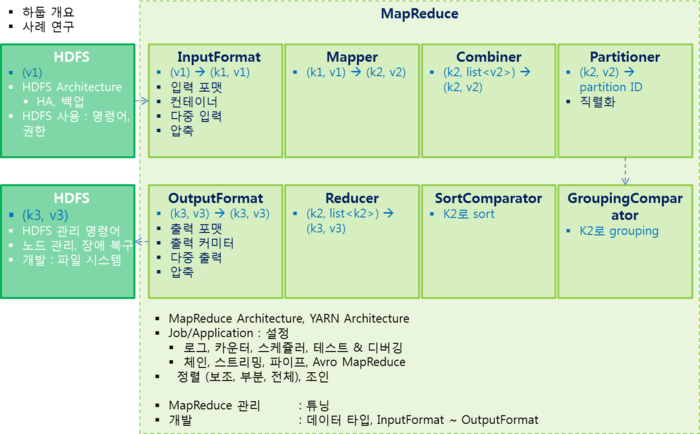 하둡 개요
사례 연구
MapReduce
HDFS
(v1)
HDFS Architecture
HA, 백업
HDFS 사용 : 명령어,
권한
InputFormat
(v1) → (k1, v1)
입력 포맷
컨테이너
다중 입력
압축
Mapper
(k1, v1) → (k2, v2)
Combiner
(k2, list<v2>) →
(k2, v2)
Partitioner
(k2, v2) →
partition ID
직렬화
HDFS
(k3, v3)
HDFS 관리 명령어
노드 관리, 장애 복구
개발 : 파일 시스템
OutputFormat
(k3, v3) → (k3, v3)
출력 포맷
출력 커미터
다중 출력
압축
Reducer
(k2, list<k2>) →
(k3, v3)
SortComparator
K2로 sort
GroupingCompar
ator
K2로 grouping
MapReduce Architecture, YARN Architecture
Job/Application : 설정
로그, 카운터, 스케쥴러, 테스트 & 디버깅
체인, 스트리밍, 파이프, Avro MapReduce
정렬 (보조, 부분, 전체), 조인
MapReduce 관리 : 튜닝
개발 : 데이터 타입, InputFormat ~ OutputFormat